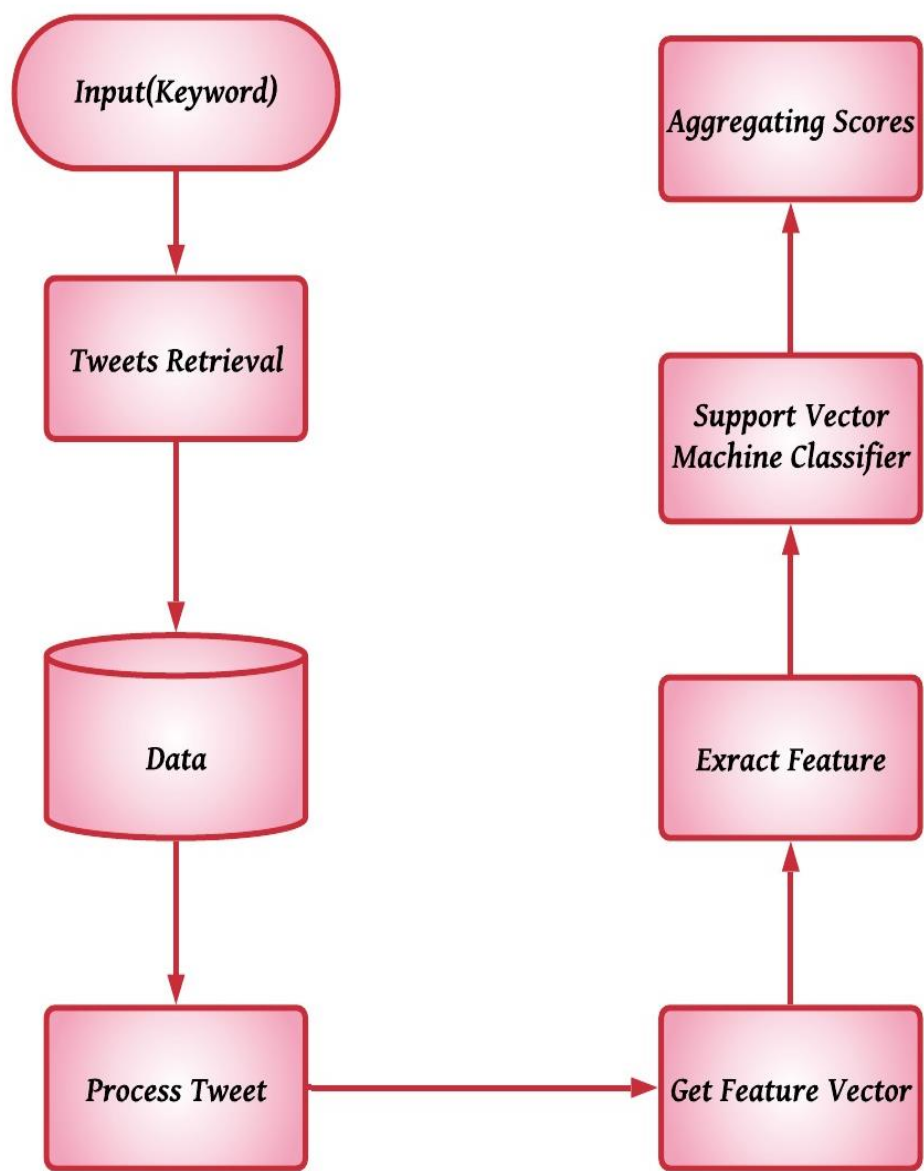 Input(Keyword)
Tweets Retrieval
Data
Process Tweet
Get Feature Vector
Exract Feature
Support Vector
Machine Classifier
Aggregating Scores